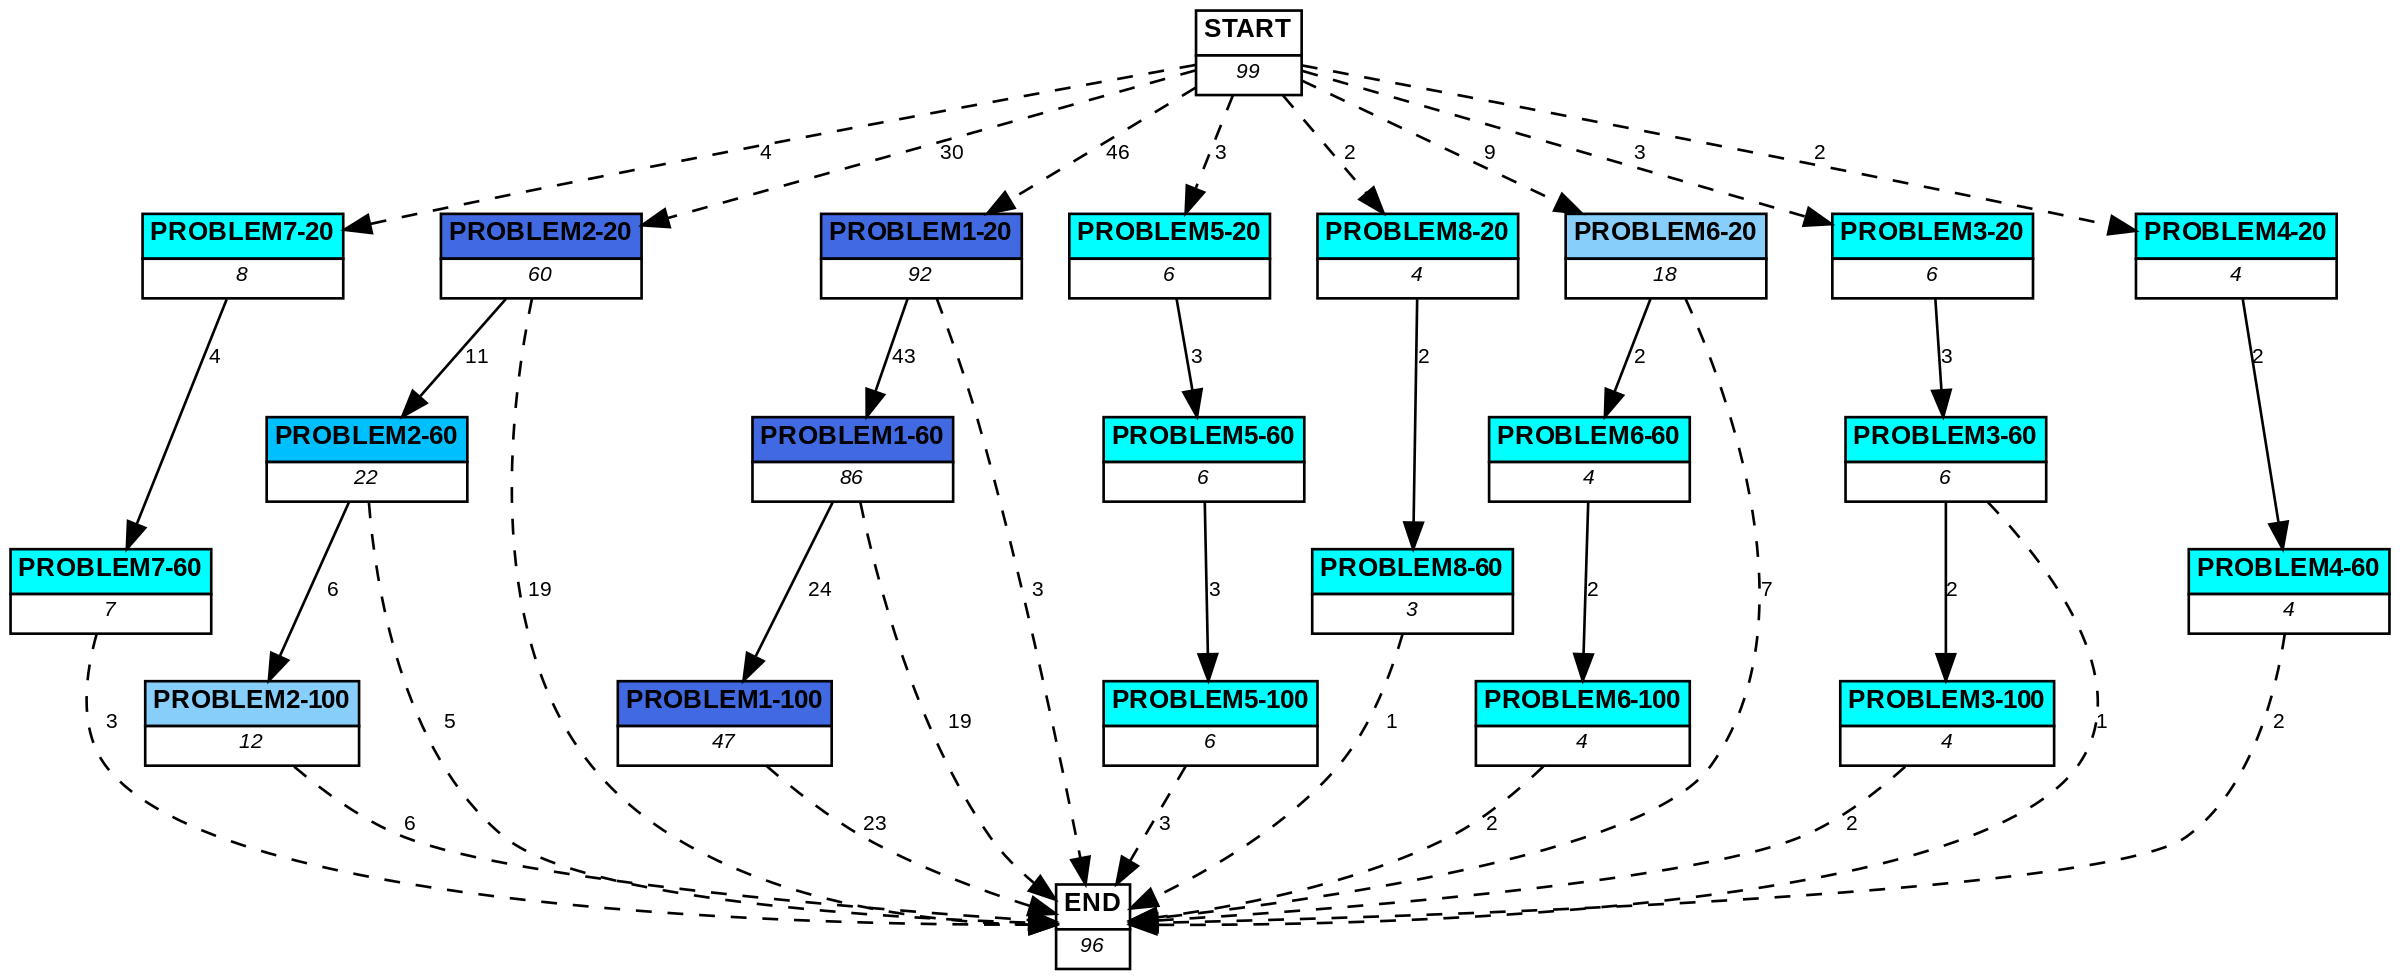 START
99
4
30
46
3
2
9
3
2
PROBLEM7-20
8
PROBLEM2-20
60
PROBLEM1-20
92
PROBLEM5-20
6
PROBLEM8-20
4
PROBLEM6-20
18
PROBLEM3-20
6
PROBLEM4-20
4
4
11
43
3
2
2
3
2
PROBLEM2-60
22
PROBLEM1-60
86
PROBLEM5-60
6
PROBLEM6-60
4
PROBLEM3-60
6
PROBLEM7-60
7
PROBLEM8-60
3
PROBLEM4-60
4
6
19
24
3
3
2
7
2
PROBLEM2-100
12
PROBLEM1-100
47
PROBLEM5-100
6
PROBLEM6-100
4
PROBLEM3-100
4
3
5
19
1
1
2
6
23
3
2
2
END
96